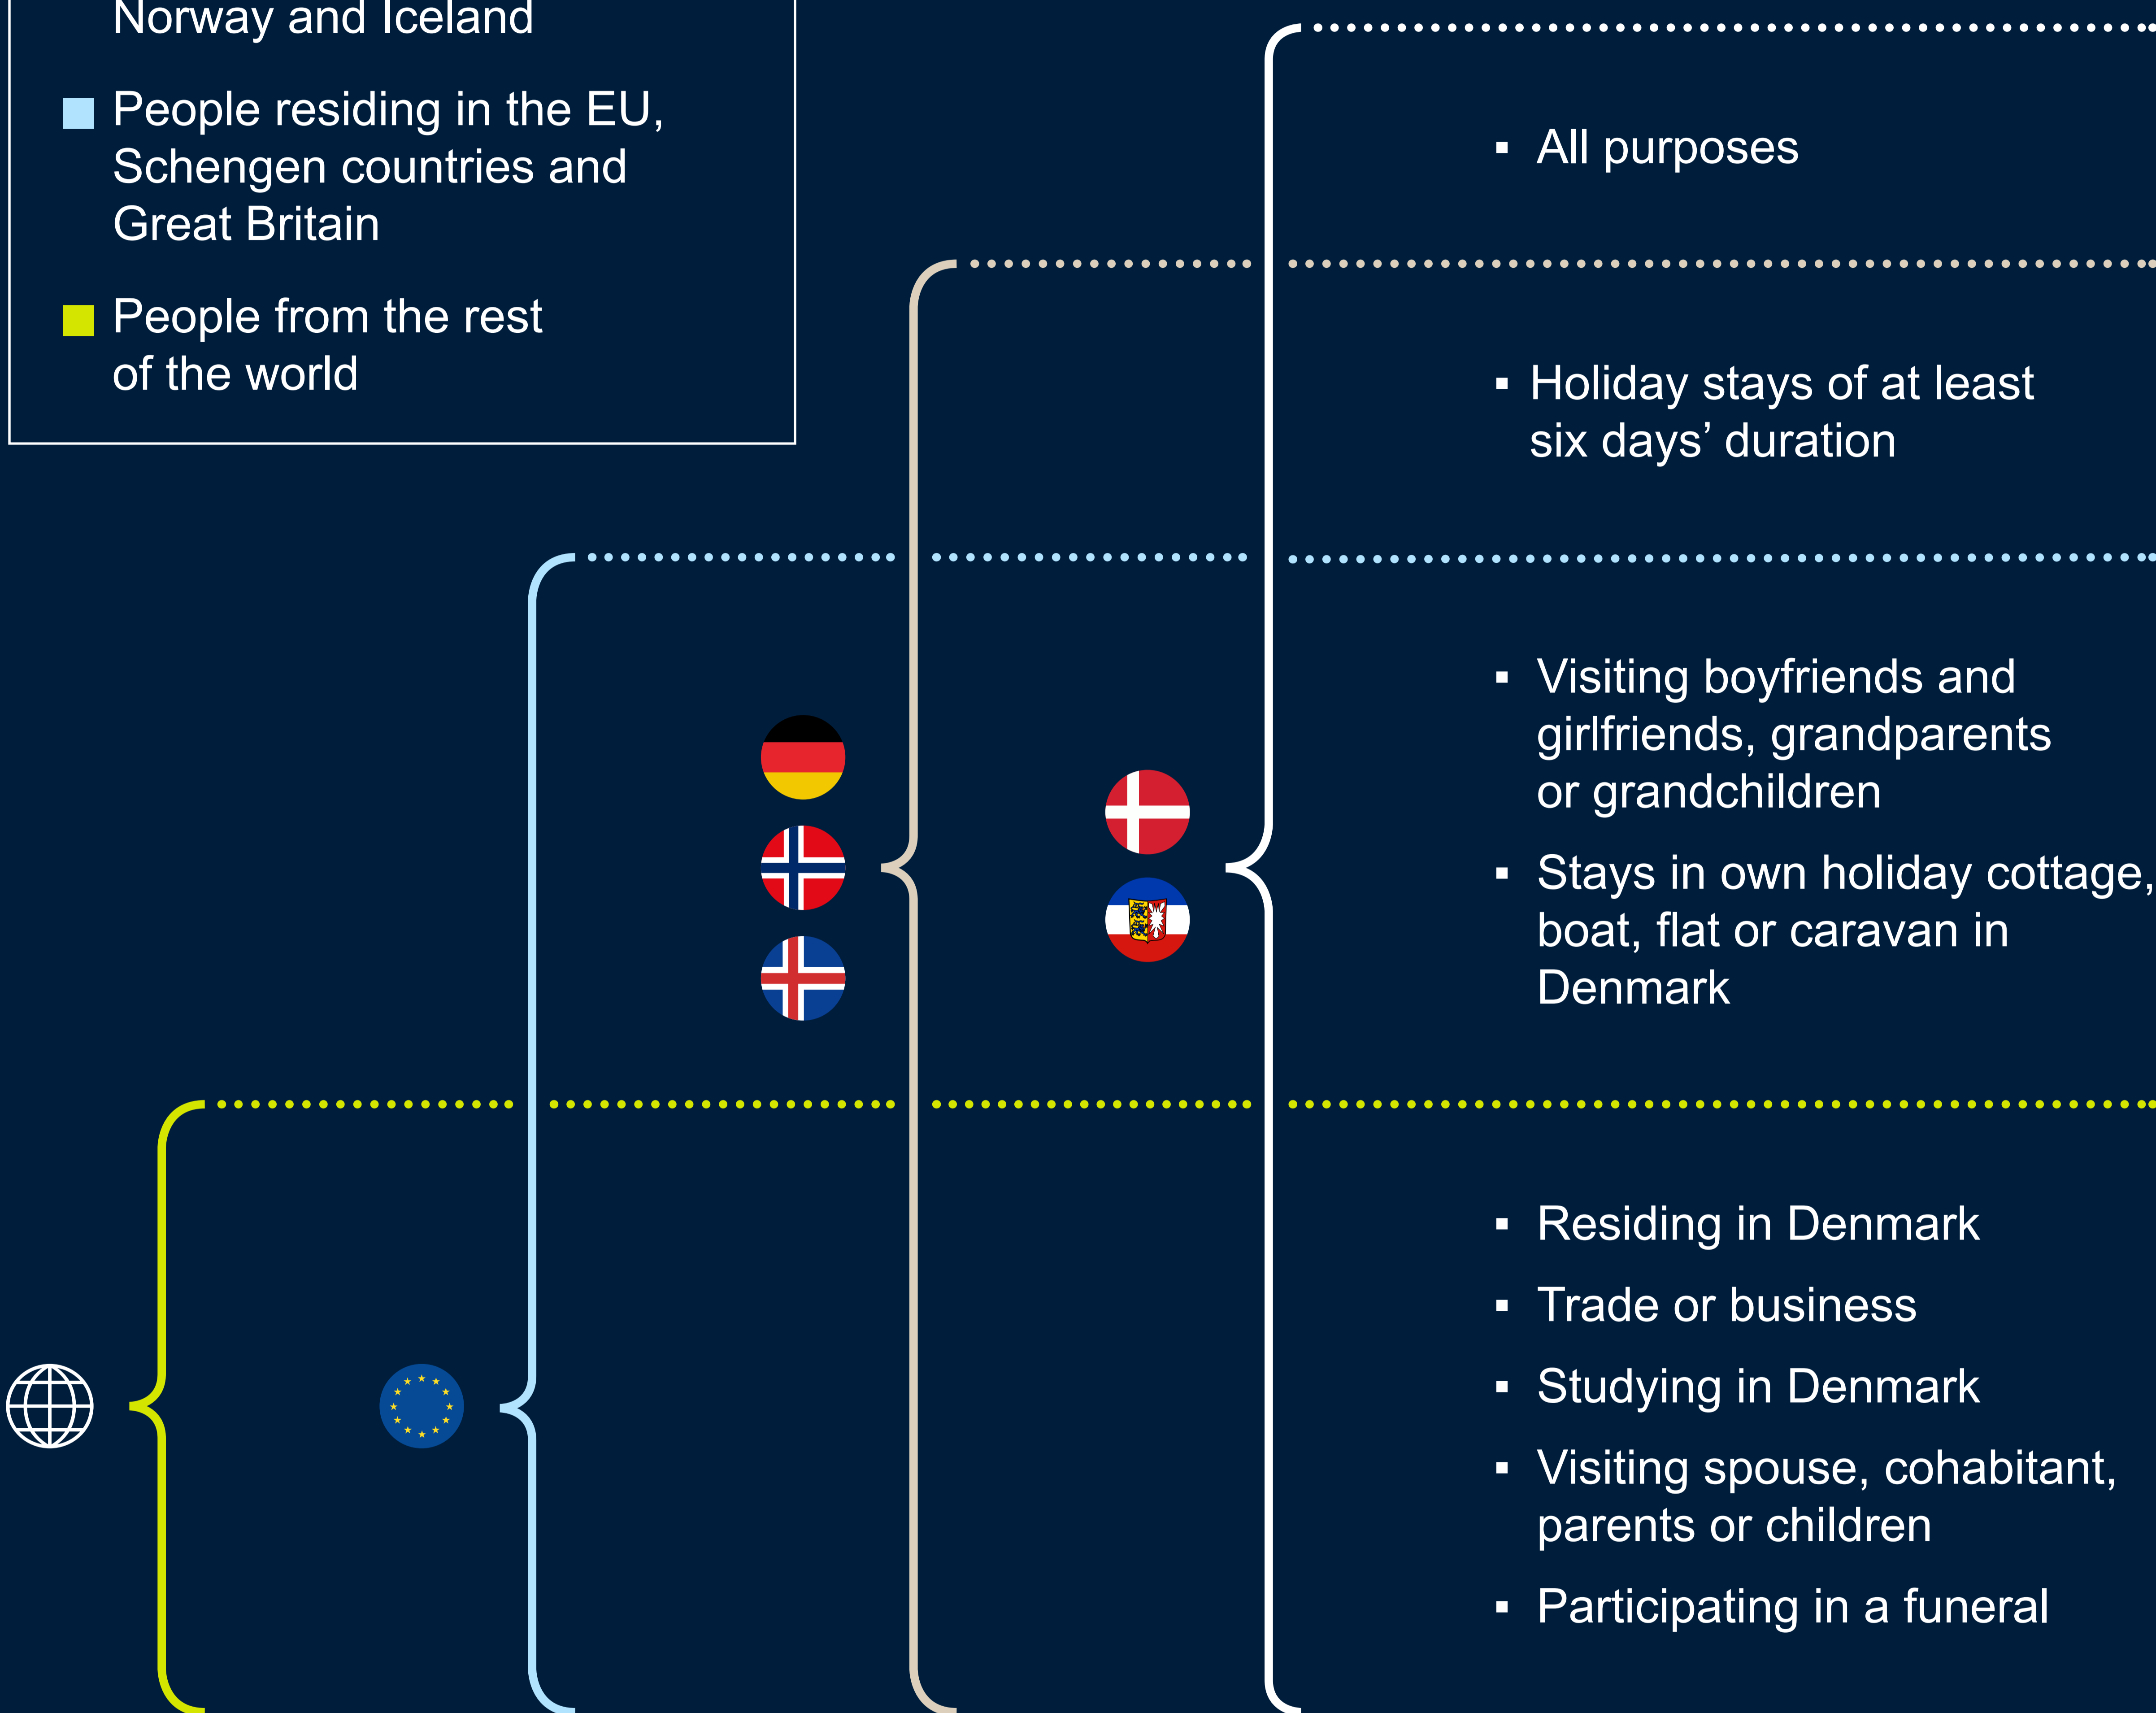 Norway and Iceland
People residing in the EU,
Schengen countries and
Great Britain
People from the rest
of the world
All purposes
Holiday stays of at least
six days’ duration
Visiting boyfriends and
girlfriends, grandparents
or grandchildren
Stays in own holiday cottage,
boat, flat or caravan in
Denmark
Residing in Denmark
Trade or business
Studying in Denmark
Visiting spouse, cohabitant,
parents or children
Participating in a funeral